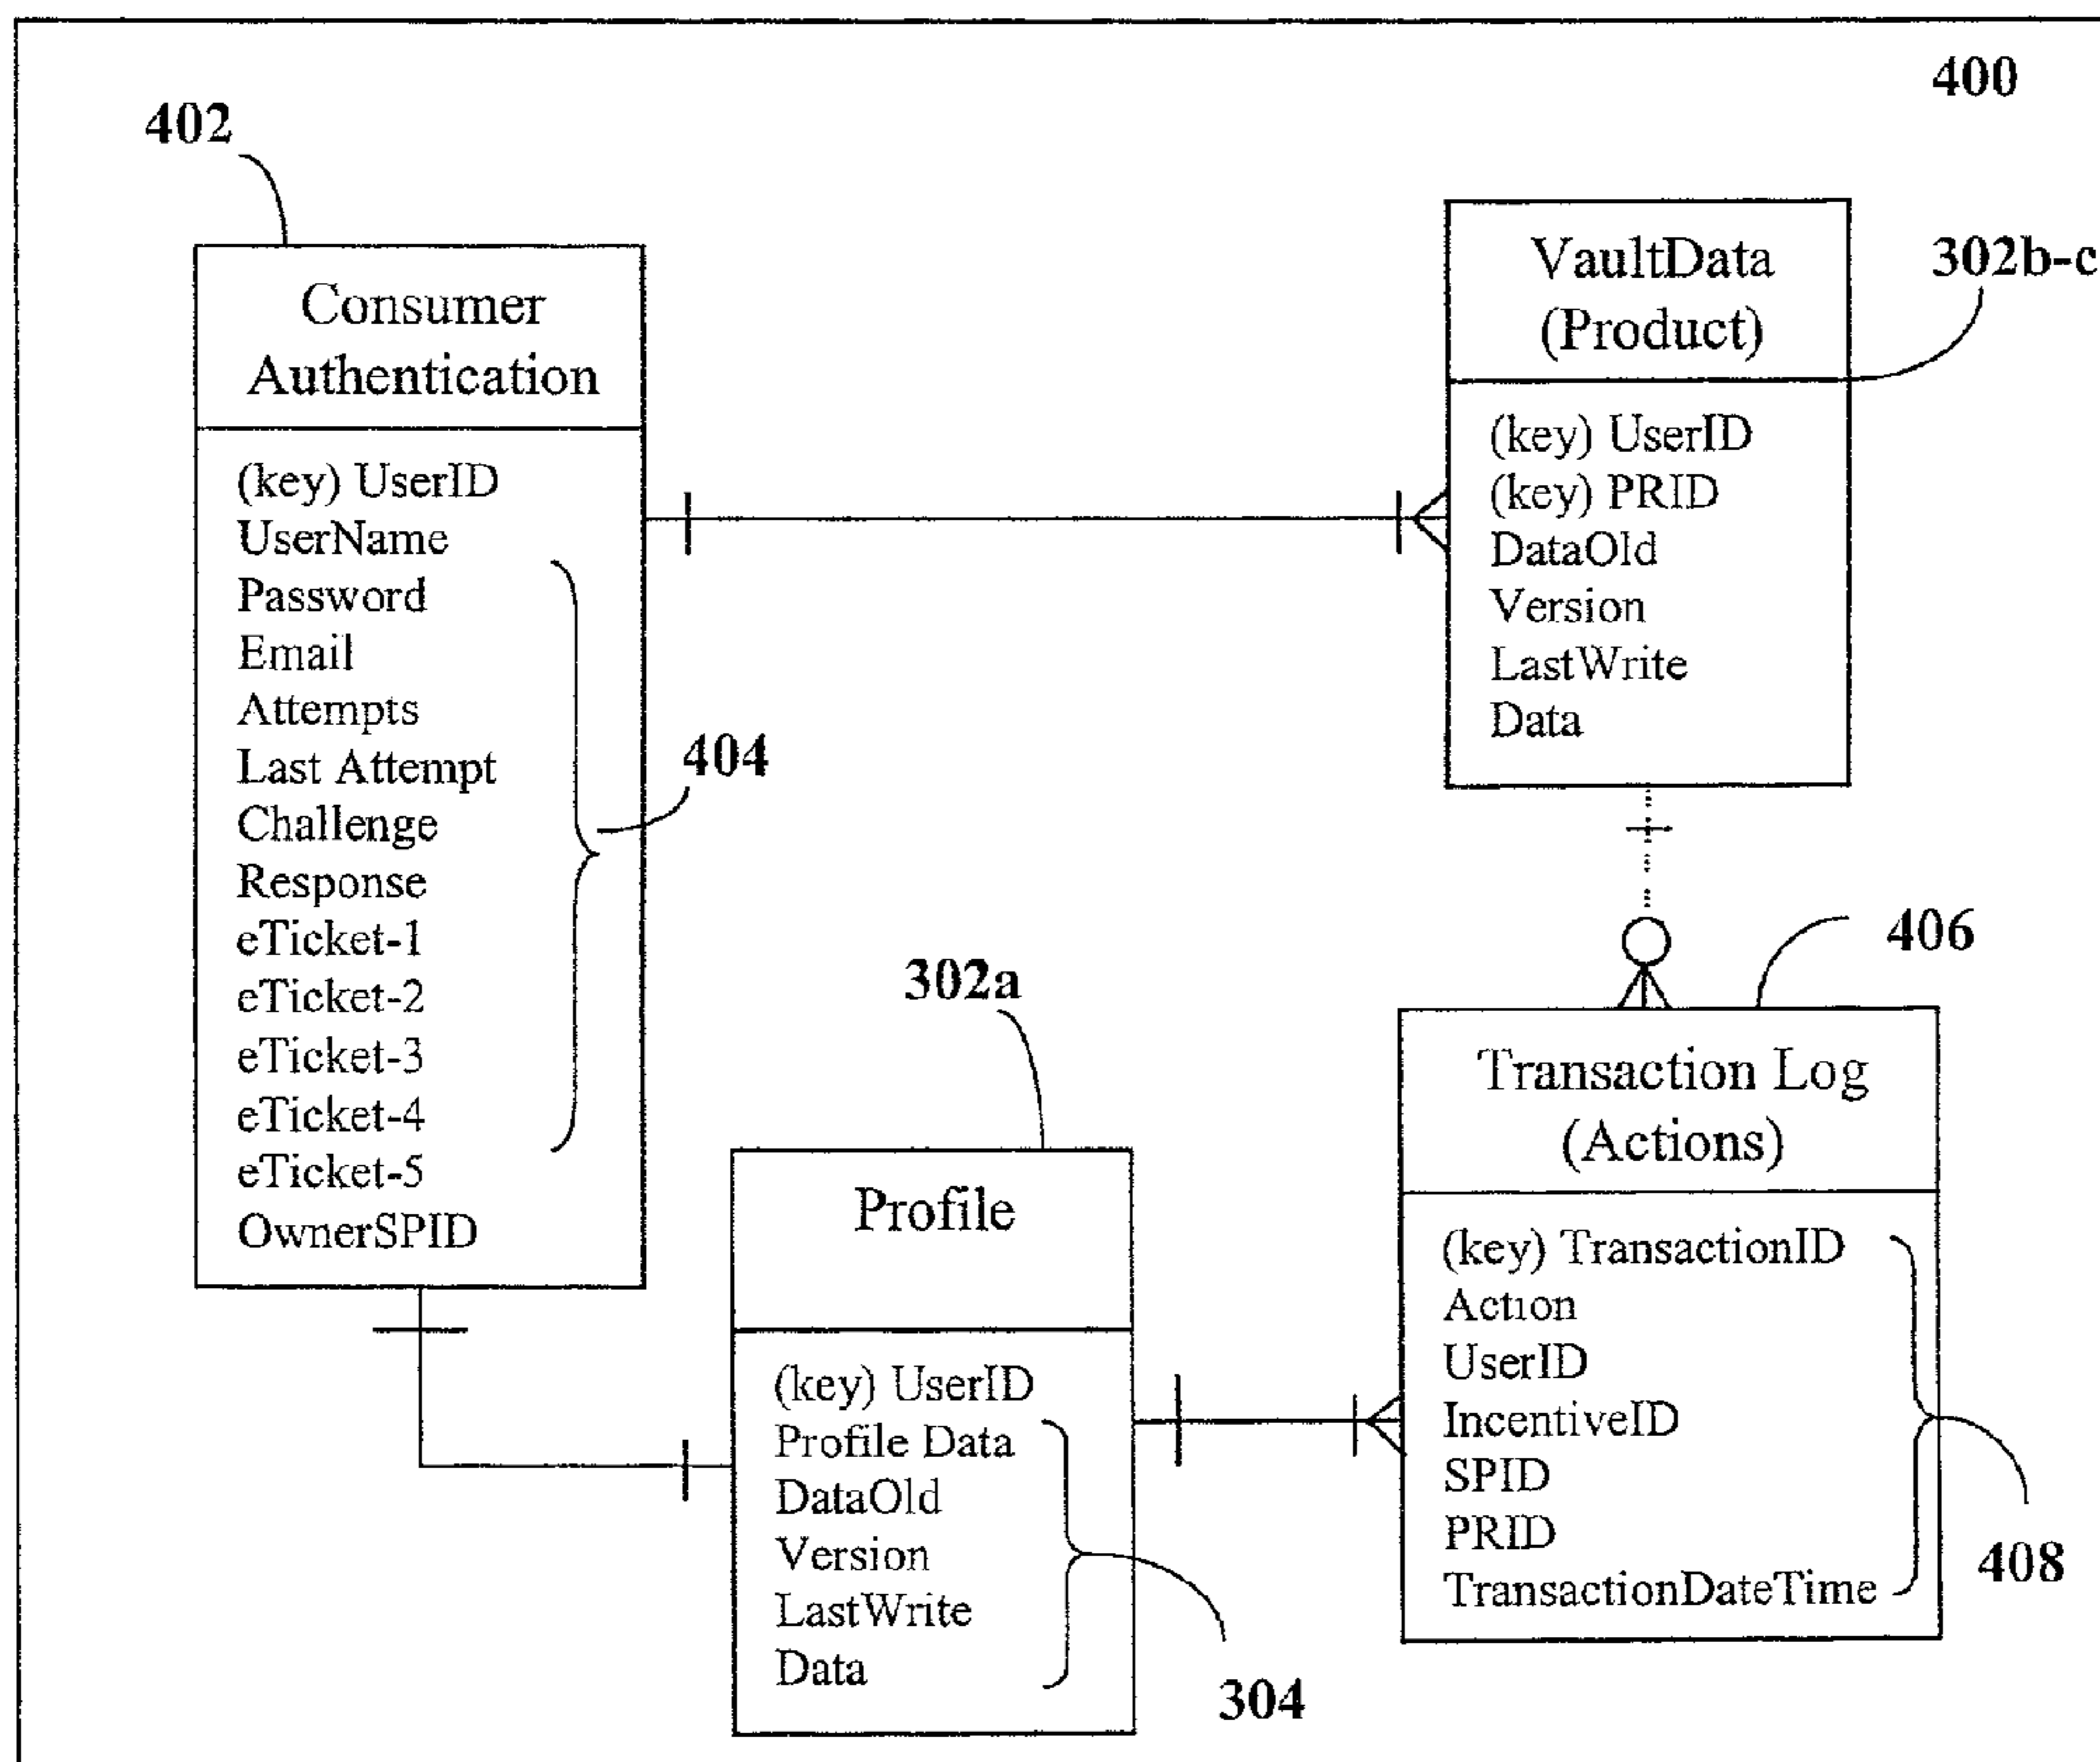 400
402
Consumer
Authentication
(key) UserID
UserName
Password
Email
Attempts
Last Attempt
Challenge
Response
eTicket-1
eTicket-2
eTicket-3
eTicket-4
eTicket-5
OwnerSPID
404
VaultData
(Product)
302b-c
(key) UserID
(key) PRID
DataOld
Version
LastWrite
Data
302a
Profile
(key) UserID
Profile Data
DataOld
Version
LastWrite
Data
304
406
Transaction Log
(Actions)
(key) TransactionID
Action
UserID
IncentiveID
SPID
PRID
TransactionDateTime
408